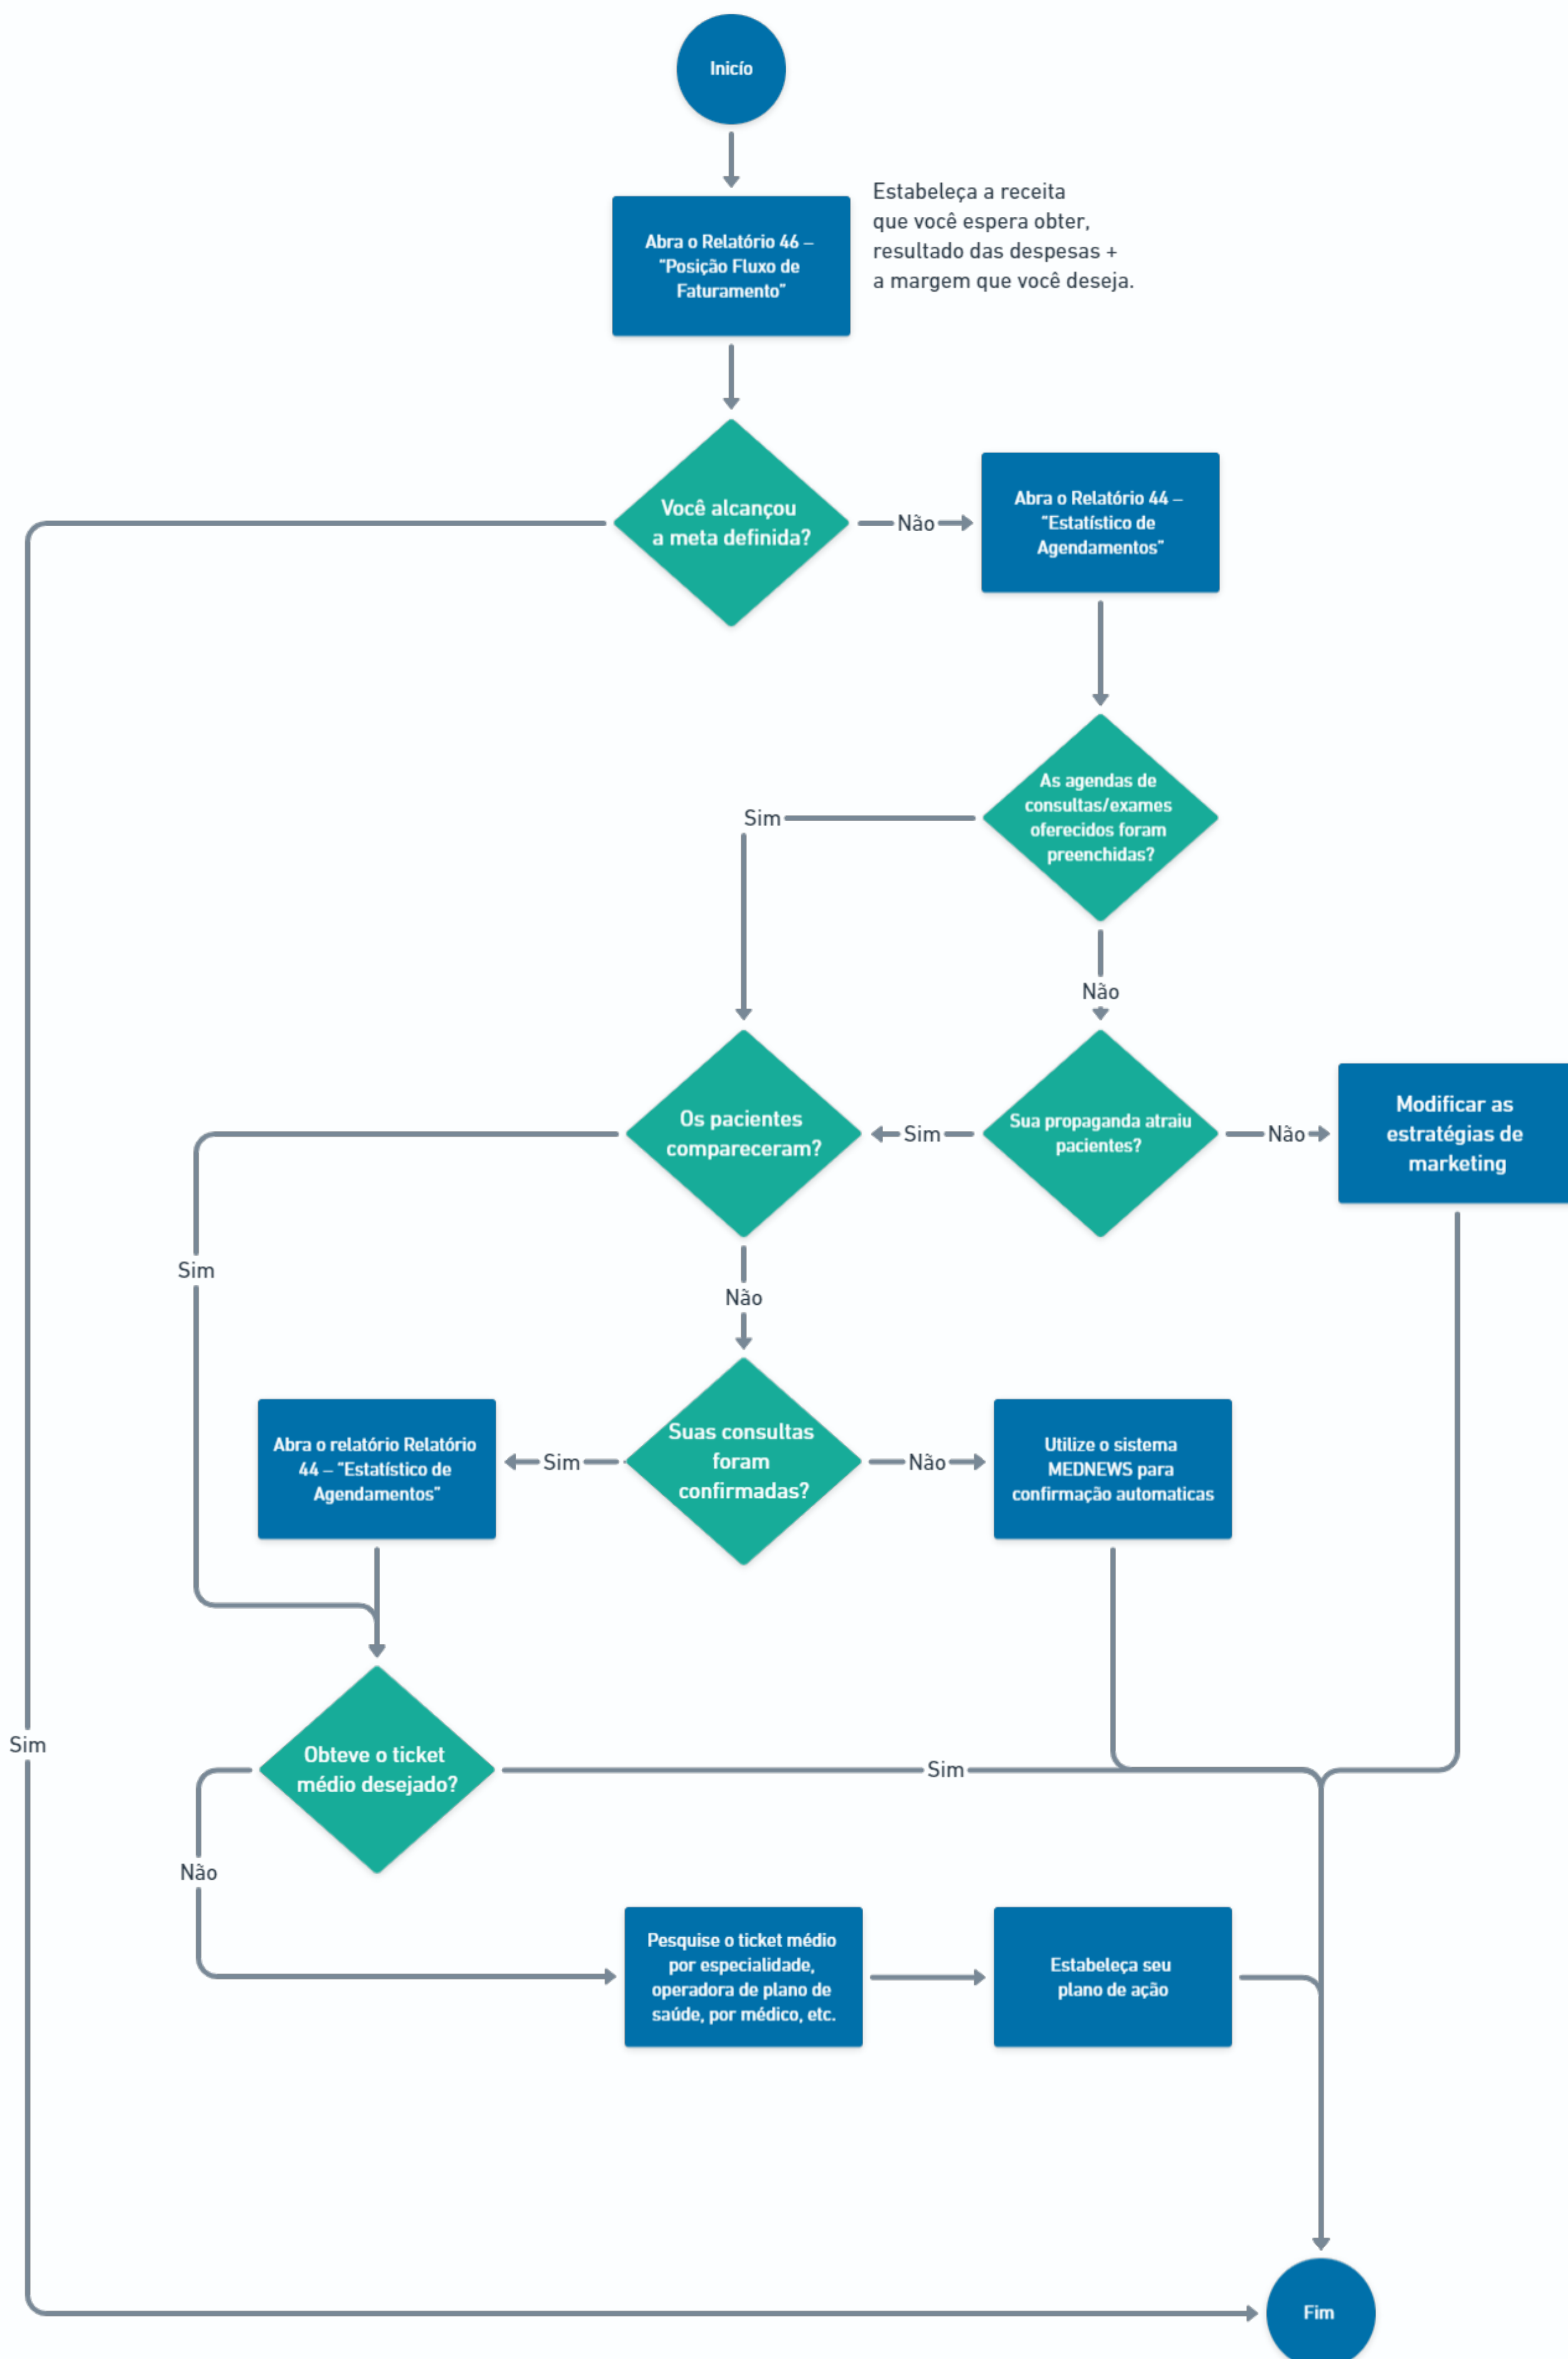 Inicío
Abra o Relatório 46 –
"Posição Fluxo de
Faturamento"
Estabeleça a receita
que você espera obter,
resultado das despesas +
a margem que você deseja.
Você alcançou
a meta definida?
Não
Abra o Relatório 44 –
"Estatístico de
Agendamentos"
As agendas de
consultas/exames
oferecidos foram
preenchidas?
Sim
Não
Os pacientes
compareceram?
Sim
Sua propaganda atraiu
pacientes?
Não
Modificar as
estratégias de
marketing
Sim
Não
Abra o relatório Relatório
44 – "Estatístico de
Agendamentos"
Sim
Suas consultas
foram
confirmadas?
Não
Utilize o sistema
MEDNEWS para
confirmação automaticas
Sim
Obteve o ticket
médio desejado?
Sim
Não
Pesquise o ticket médio
por especialidade,
operadora de plano de
saúde, por médico, etc.
Estabeleça seu
plano de ação
Fim